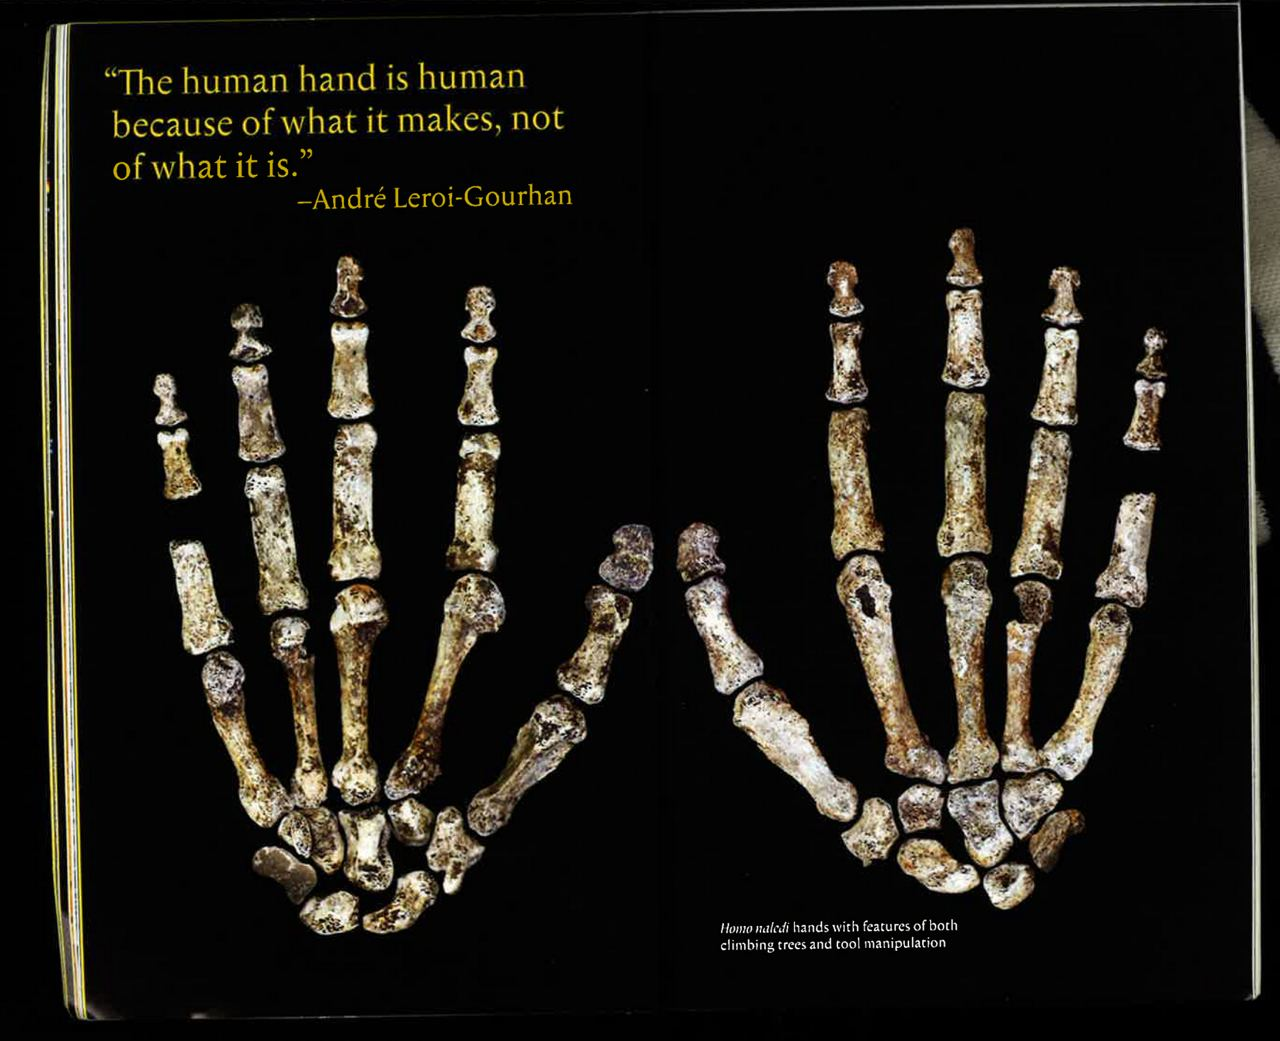 “The human hand is human
because of what it makes, not
of what it is.”
–André Leroi-Gourhan
Homo naledi hands with features of both
climbing trees and tool manipulation